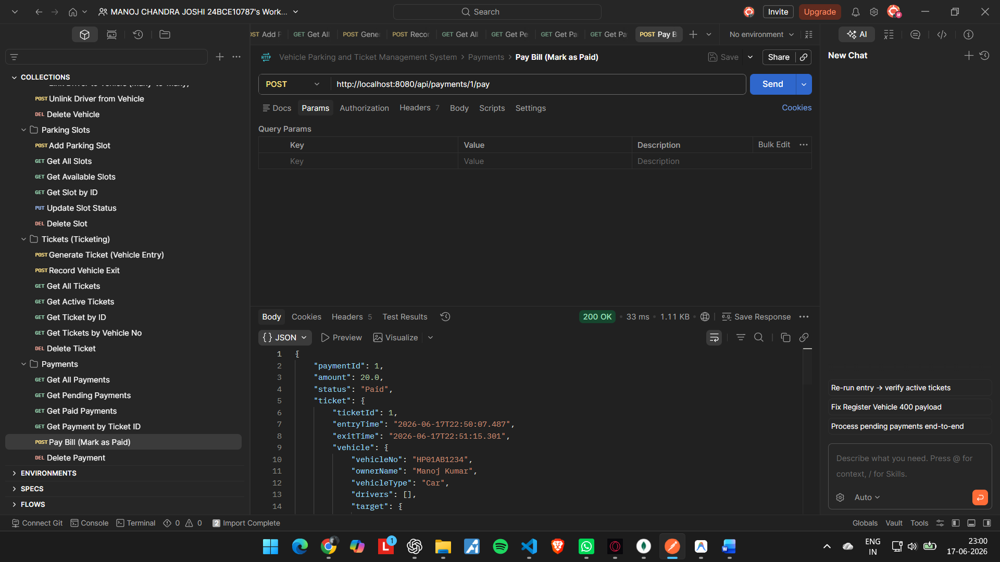 MANOJ CHANDRA JOSHI 24BCE10787's Work...
Search
Invite
Upgrade
POST Add P
GET Get All
POST Gene
POST Recor
GET Get All
GET Get Pe
GET Get Pa
GET Get Pa
POST Pay B
No environment
AI
Vehicle Parking and Ticket Management System > Payments > Pay Bill (Mark as Paid)
Save
Share
New Chat
COLLECTIONS
Link Driver to Vehicle (Many-to-Many)
POST Unlink Driver from Vehicle
DEL Delete Vehicle
Parking Slots
POST Add Parking Slot
GET Get All Slots
GET Get Available Slots
GET Get Slot by ID
PUT Update Slot Status
DEL Delete Slot
Tickets (Ticketing)
POST Generate Ticket (Vehicle Entry)
POST Record Vehicle Exit
GET Get All Tickets
GET Get Active Tickets
GET Get Ticket by ID
GET Get Tickets by Vehicle No
DEL Delete Ticket
Payments
GET Get All Payments
GET Get Pending Payments
GET Get Paid Payments
GET Get Payment by Ticket ID
POST Pay Bill (Mark as Paid)
DEL Delete Payment
ENVIRONMENTS
SPECS
FLOWS
HTTP
POST
http://localhost:8080/api/payments/1/pay
Send
Docs Params Authorization Headers 7 Body Scripts Settings
Cookies
Query Params
Key Value Description Bulk Edit
Key Value Description
Body Cookies Headers 5 Test Results
200 OK • 33 ms • 1.11 KB •
e.g. Save Response
{} JSON
Preview
Visualize
1 {
2 "paymentId": 1,
3 "amount": 20.0,
4 "status": "Paid",
5 "ticket": {
6 "ticketId": 1,
7 "entryTime": "2026-06-17T22:50:07.487",
8 "exitTime": "2026-06-17T22:51:15.301",
9 "vehicle": {
10 "vehicleNo": "HP01AB1234",
11 "ownerName": "Manoj Kumar",
12 "vehicleType": "Car",
13 "drivers": [],
14 "target": {
Re-run entry → verify active tickets
Fix Register Vehicle 400 payload
Process pending payments end-to-end
Describe what you need. Press @ for
context, / for Skills.
Auto
Connect Git
Console
Terminal
0
0
2 Import Complete
Globals
Vault
Tools
L
1
W
ENG
IN
23:00
17-06-2026